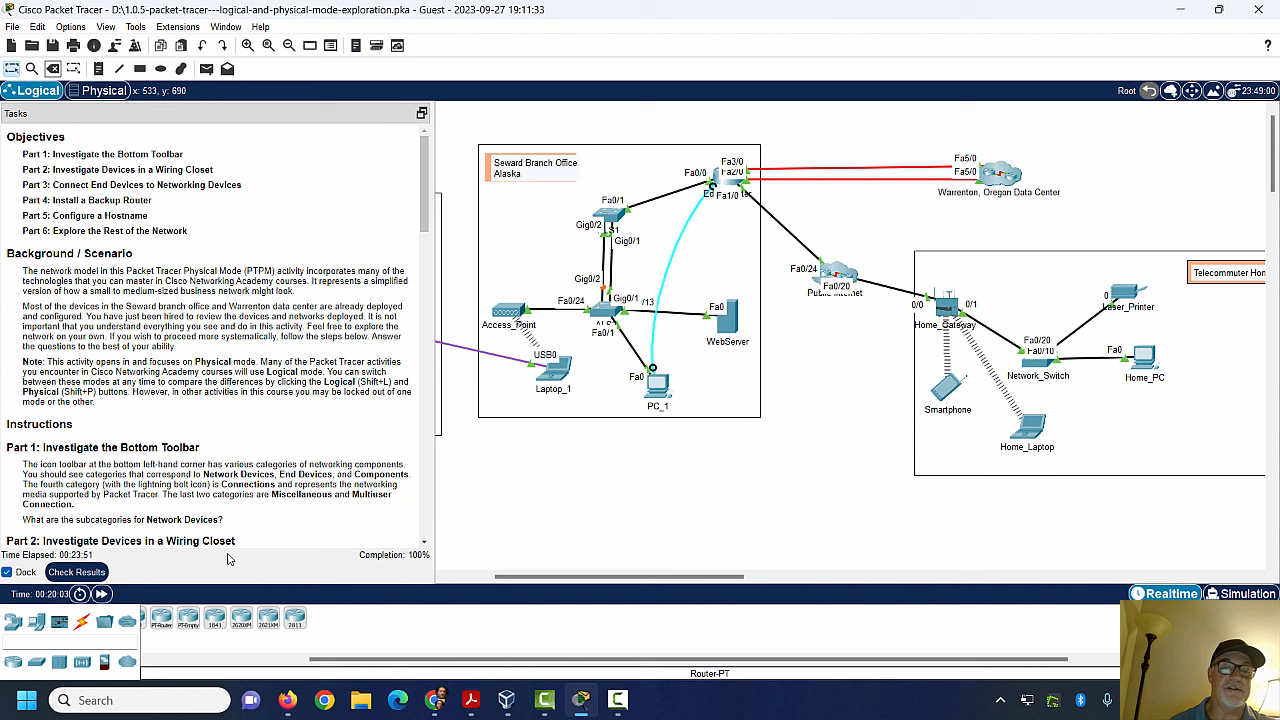 Cisco Packet Tracer - D:\1.0.5-packet-tracer---logical-and-physical-mode-exploration.pka - Guest - 2023-09-27 19:11:33
File Edit Options View Tools Extensions Window Help
Logical Physical x: 533, y: 690 Root 23:49:00
Tasks
Objectives
Part 1: Investigate the Bottom Toolbar
Part 2: Investigate Devices in a Wiring Closet
Part 3: Connect End Devices to Networking Devices
Part 4: Install a Backup Router
Part 5: Configure a Hostname
Part 6: Explore the Rest of the Network
Background / Scenario
The network model in this Packet Tracer Physical Mode (PTPM) activity incorporates many of the
technologies that you can master in Cisco Networking Academy courses. It represents a simplified
version of how a small to medium-sized business network might look.
Most of the devices in the Seward branch office and Warrenton data center are already deployed
and configured. You have just been hired to review the devices and networks deployed. It is not
important that you understand everything you see and do in this activity. Feel free to explore the
network on your own. If you wish to proceed more systematically, follow the steps below. Answer
the questions to the best of your ability.
Note: This activity opens in and focuses on Physical mode. Many of the Packet Tracer activities
you encounter in Cisco Networking Academy courses will use Logical mode. You can switch
between these modes at any time to compare the differences by clicking the Logical (Shift+L) and
Physical (Shift+P) buttons. However, in other activities in this course you may be locked out of one
mode or the other.
Instructions
Part 1: Investigate the Bottom Toolbar
The icon toolbar at the bottom left-hand corner has various categories of networking components.
You should see categories that correspond to Network Devices, End Devices, and Components.
The fourth category (with the lightning bolt icon) is Connections and represents the networking
media supported by Packet Tracer. The last two categories are Miscellaneous and Multiuser
Connection.
What are the subcategories for Network Devices?
Part 2: Investigate Devices in a Wiring Closet
Time Elapsed: 00:23:51 Completion: 100%
Dock Check Results
Seward Branch Office
Alaska
Fa3/0
Fa0/0
Fa2/0
Fa1/0
Fa0/1
Gig0/2
S1
Gig0/1
Gig0/2
Gig0/1
/13
Fa0/24
Fa0/1
Access_Point
USB0
Laptop_1
Fa0
PC_1
Fa0
WebServer
Fa5/0
Fa5/0
Warrenton, Oregon Data Center
Fa0/24
Fa0/20
Public Internet
Telecommuter Hom
0/0
0/1
Home_Gateway
0
Laser_Printer
Fa0/20
Fa0/10
Network_Switch
Fa0
Home_PC
Smartphone
Home_Laptop
Time: 00:20:03 Realtime Simulation
PT-Router PT-Empty 1841 2620XM 2621XM 2811
Router-PT
Search